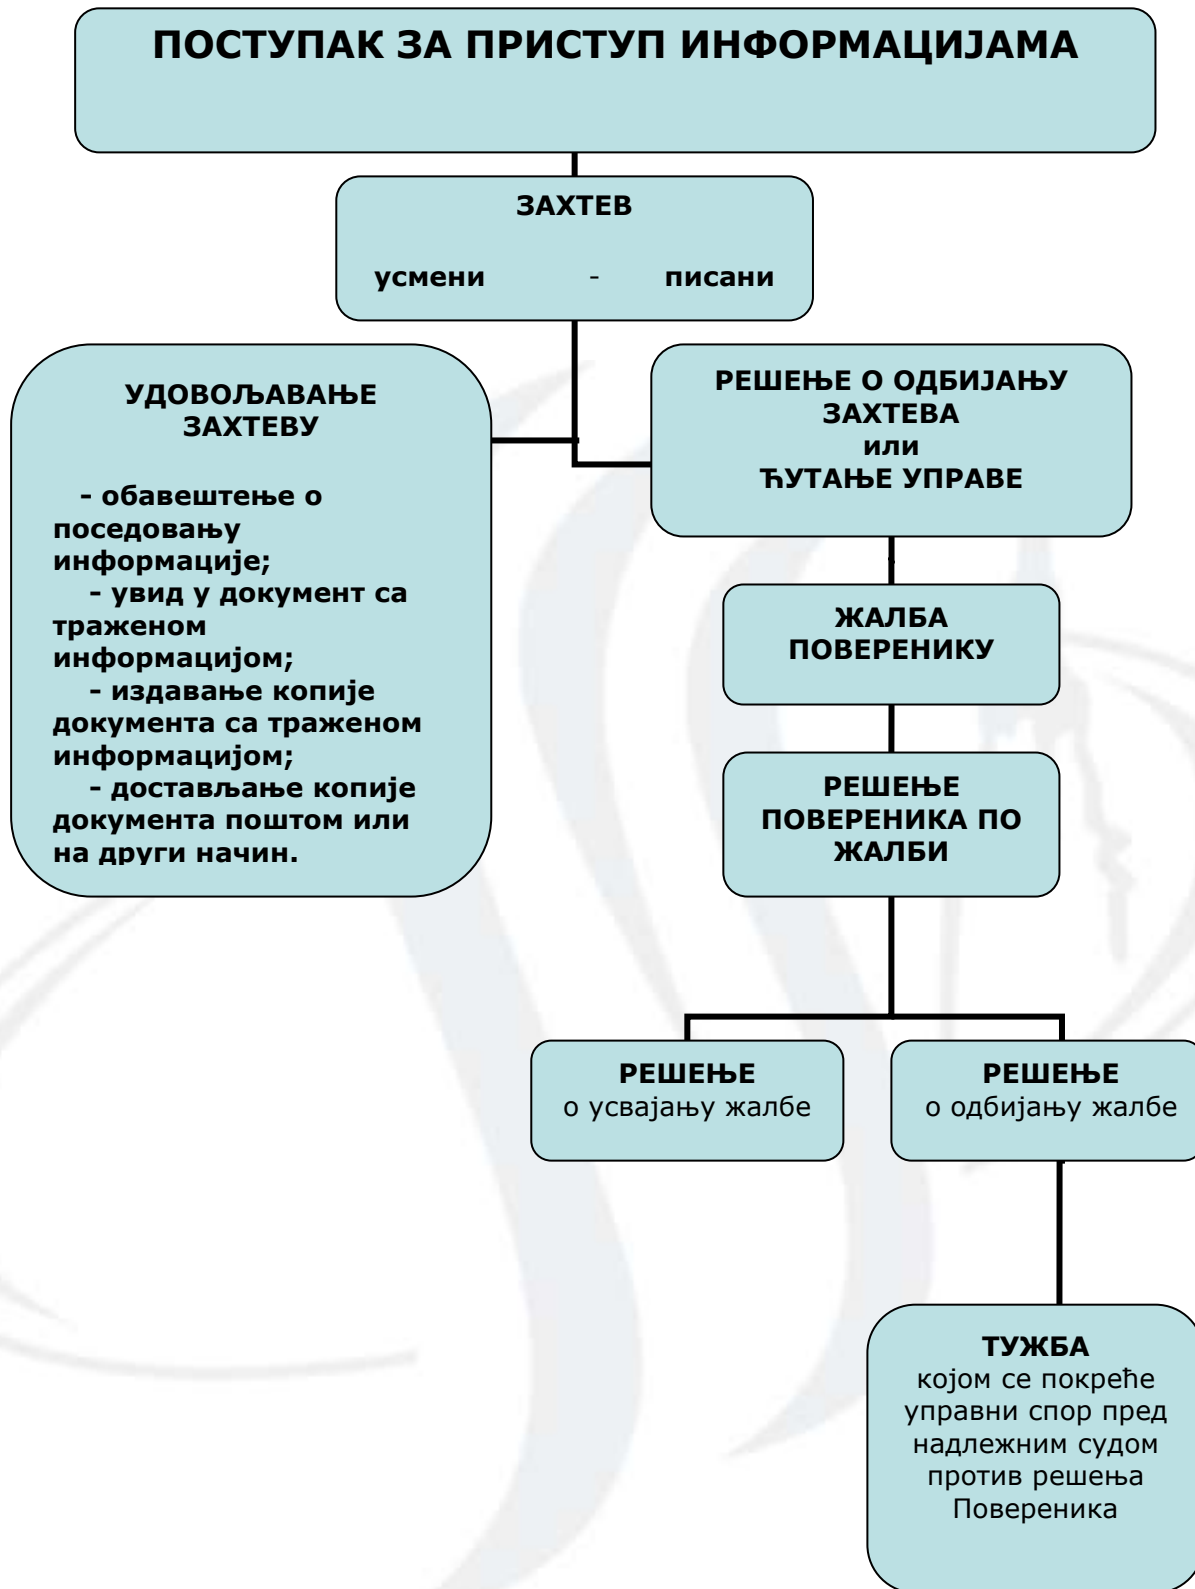 ПОСТУПАК ЗА ПРИСТУП ИНФОРМАЦИЈАМА
ЗАХТЕВ
усмени - писани
УДОВОЉАВАЊЕ
ЗАХТЕВУ
- обавештење о
поседовању
информације;
- увид у документ са
траженом
информацијом;
- издавање копије
документа са траженом
информацијом;
- достављање копије
документа поштом или
на други начин.
РЕШЕЊЕ О ОДБИЈАЊУ
ЗАХТЕВА
или
ЋУТАЊЕ УПРАВЕ
ЖАЛБА
ПОВЕРЕНИКУ
РЕШЕЊЕ
ПОВЕРЕНИКА ПО
ЖАЛБИ
РЕШЕЊЕ
о усвајању жалбе
РЕШЕЊЕ
о одбијању жалбе
ТУЖБА
којом се покреће
управни спор пред
надлежним судом
против решења
Повереника